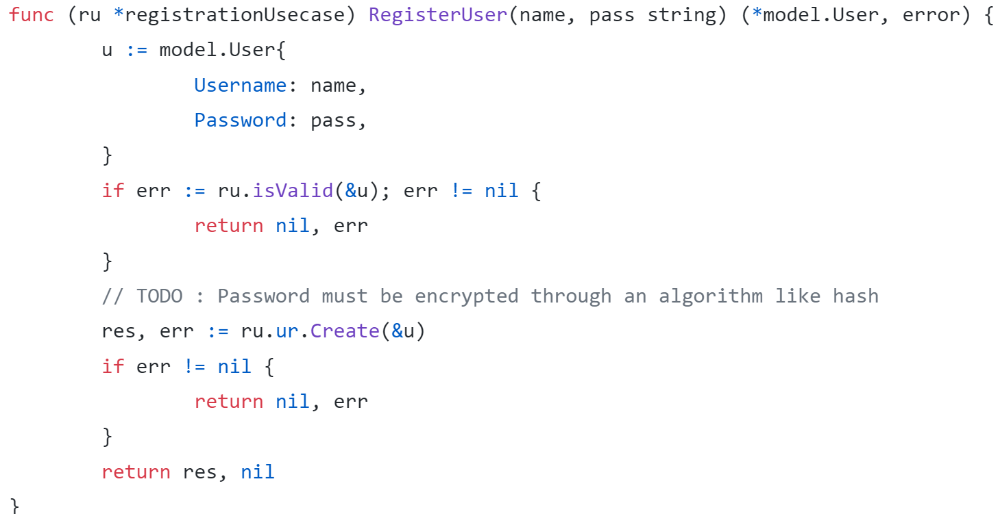 func (ru *registrationUsecase) RegisterUser(name, pass string) (*model.User, error) {
        u := model.User{
                Username: name,
                Password: pass,
        }
        if err := ru.isValid(&u); err != nil {
                return nil, err
        }
        // TODO : Password must be encrypted through an algorithm like hash
        res, err := ru.ur.Create(&u)
        if err != nil {
                return nil, err
        }
        return res, nil
}